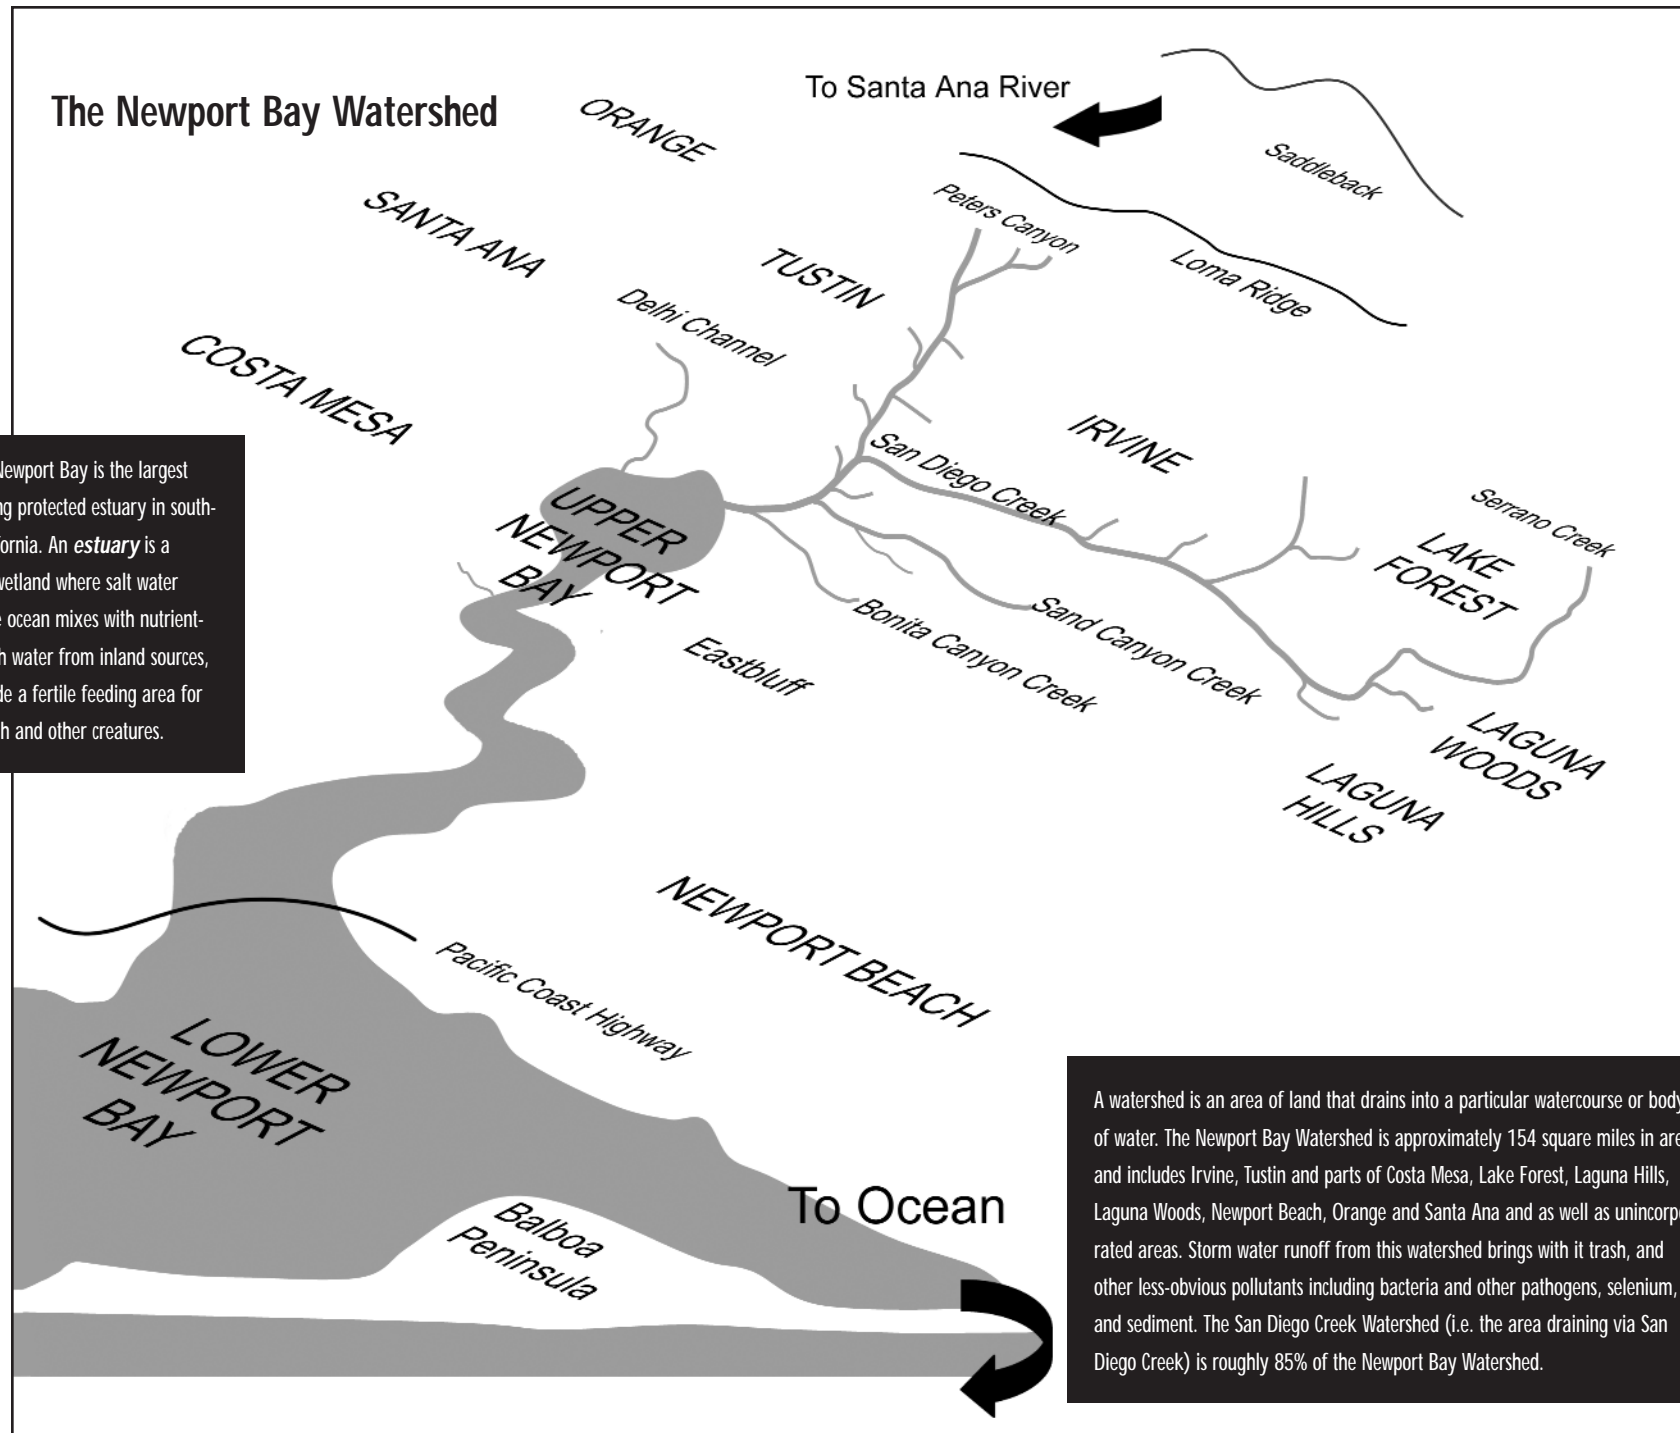 The Newport Bay Watershed
To Santa Ana River
ORANGE
Saddleback
SANTA ANA
Peters Canyon
TUSTIN
Loma Ridge
Delhi Channel
COSTA MESA
IRVINE
San Diego Creek
Serrano Creek
LAKE
FOREST
UPPER
NEWPORT
BAY
Sand Canyon Creek
Bonita Canyon Creek
Eastbluff
LAGUNA
WOODS
LAGUNA
HILLS
Newport Bay is the largest
protected estuary in south-
An estuary is a
wetland where salt water
ocean mixes with nutrient-
water from inland sources,
a fertile feeding area for
and other creatures.
NEWPORT BEACH
Pacific Coast Highway
LOWER
NEWPORT
BAY
To Ocean
Balboa
Peninsula
A watershed is an area of land that drains into a particular watercourse or body
of water. The Newport Bay Watershed is approximately 154 square miles in
and includes Irvine, Tustin and parts of Costa Mesa, Lake Forest, Laguna Hills,
Laguna Woods, Newport Beach, Orange and Santa Ana and as well as
rated areas. Storm water runoff from this watershed brings with it trash, and
other less-obvious pollutants including bacteria and other pathogens, selenium,
and sediment. The San Diego Creek Watershed (i.e. the area draining via San
Diego Creek) is roughly 85% of the Newport Bay Watershed.